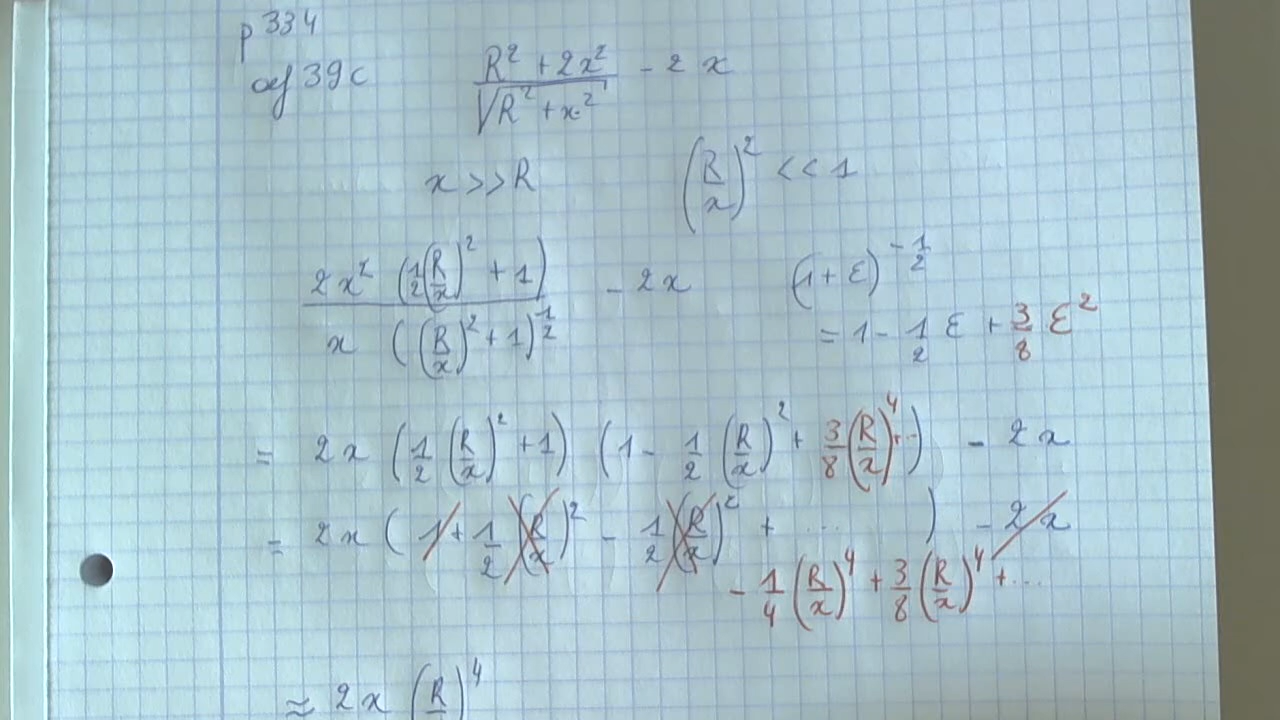 p 334
oef 39 c
(R² + 2x²) / √(R² + x²) - 2x
x >> R    (R/x)² << 1
2x² (1/2 (R/x)² + 1) / x ((R/x)² + 1)^(1/2) - 2x    (1 + ε)^(-1/2)
= 1 - 1/2 ε + 3/8 ε²
= 2x (1/2 (R/x)² + 1) (1 - 1/2 (R/x)² + 3/8 (R/x)⁴ + ..) - 2x
= 2x (1 + 1/2 (R/x)² - 1/2 (R/x)² + ... ) - 2x
- 1/4 (R/x)⁴ + 3/8 (R/x)⁴ + ...
≈ 2x (R/ )⁴